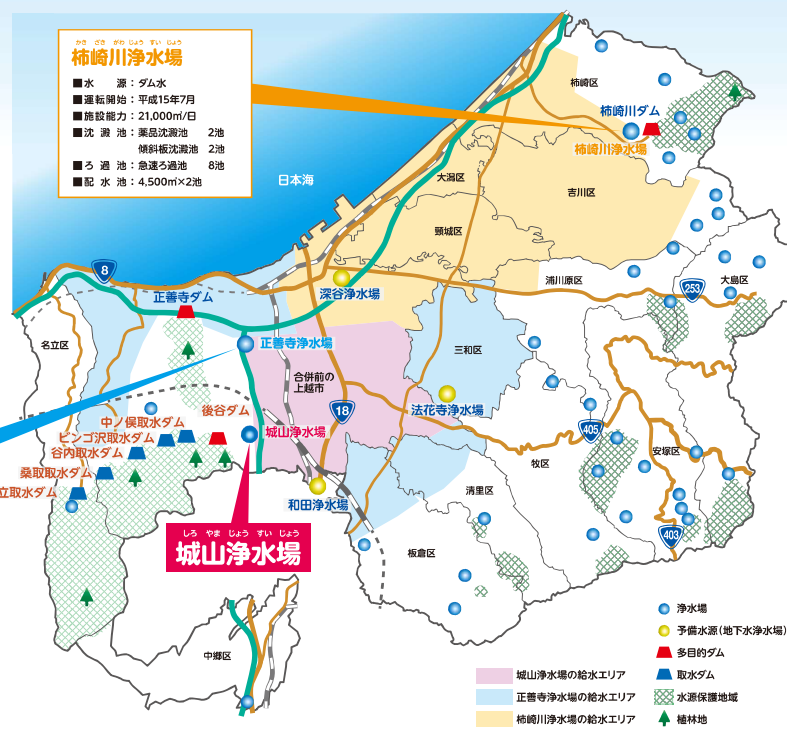 かき ざき がわ じょう すい じょう
柿崎川浄水場
■水　　源：ダム水
■運転開始：平成15年7月
■施設能力：21,000㎥/日
■沈 澱 池：薬品沈澱池　2池
傾斜板沈澱池　2池
■ろ 過 池：急速ろ過池　8池
■配 水 池：4,500㎥×2池
日本海
柿崎区
柿崎川ダム
柿崎川浄水場
大潟区
吉川区
頸城区
8
正善寺ダム
深谷浄水場
浦川原区
253
大島区
名立区
正善寺浄水場
三和区
合併前の
上越市
18
法花寺浄水場
中ノ俣取水ダム
後谷ダム
ピンゴ沢取水ダム
城山浄水場
谷内取水ダム
桑取取水ダム
立取水ダム
405
牧区
安塚区
和田浄水場
清里区
403
しろ やま じょう すい じょう
城山浄水場
板倉区
中郷区
浄水場
予備水源（地下水浄水場）
多目的ダム
取水ダム
水源保護地域
植林地
城山浄水場の給水エリア
正善寺浄水場の給水エリア
柿崎川浄水場の給水エリア